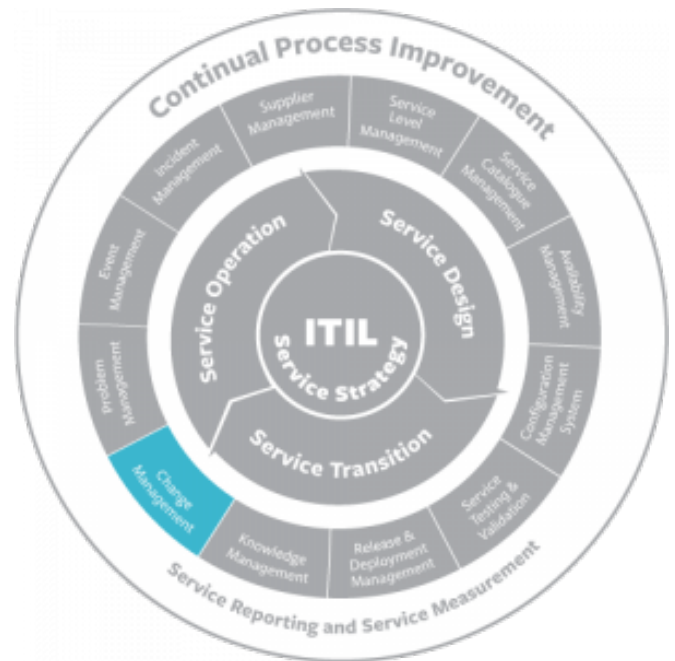 Continual Process Improvement
Supplier
Management
Service
Level
Management
Service
Catalogue
Management
Availability
Management
Configuration
Management
System
Service
Testing &
Validation
Release &
Deployment
Management
Knowledge
Management
Change
Management
Problem
Management
Event
Management
Incident
Management
Service Operation
Service Design
ITIL
Service Strategy
Service Transition
Service Reporting and Service Measurement